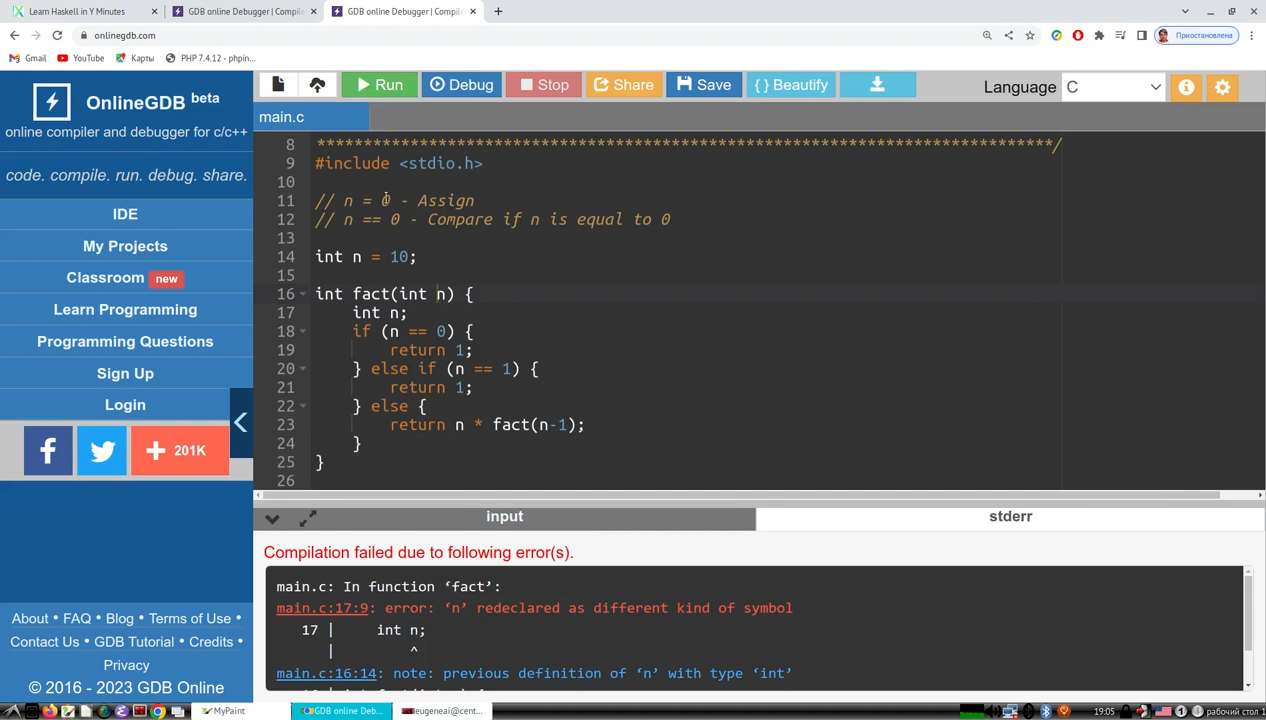 Learn Haskell in Y Minutes
GDB online Debugger | Compile
GDB online Debugger | Compile
onlinegdb.com
Приостановлена
Gmail
YouTube
Карты
PHP 7.4.12 - phpin...
OnlineGDB beta
online compiler and debugger for c/c++
code. compile. run. debug. share.
IDE
My Projects
Classroom new
Learn Programming
Programming Questions
Sign Up
Login
201K
About • FAQ • Blog • Terms of Use •
Contact Us • GDB Tutorial • Credits •
Privacy
© 2016 - 2023 GDB Online
Run
Debug
Stop
Share
Save
{ } Beautify
Language C
main.c
8 *******************************************************************************/
9 #include <stdio.h>
10
11 // n = 0 - Assign
12 // n == 0 - Compare if n is equal to 0
13
14 int n = 10;
15
16 int fact(int n) {
17 int n;
18 if (n == 0) {
19 return 1;
20 } else if (n == 1) {
21 return 1;
22 } else {
23 return n * fact(n-1);
24 }
25 }
26
input
stderr
Compilation failed due to following error(s).
main.c: In function ‘fact’:
main.c:17:9: error: ‘n’ redeclared as different kind of symbol
17 | int n;
| ^
main.c:16:14: note: previous definition of ‘n’ with type ‘int’
MyPaint
GDB online Deb...
eugeneai@cent...
19:05
1
рабочий стол 1